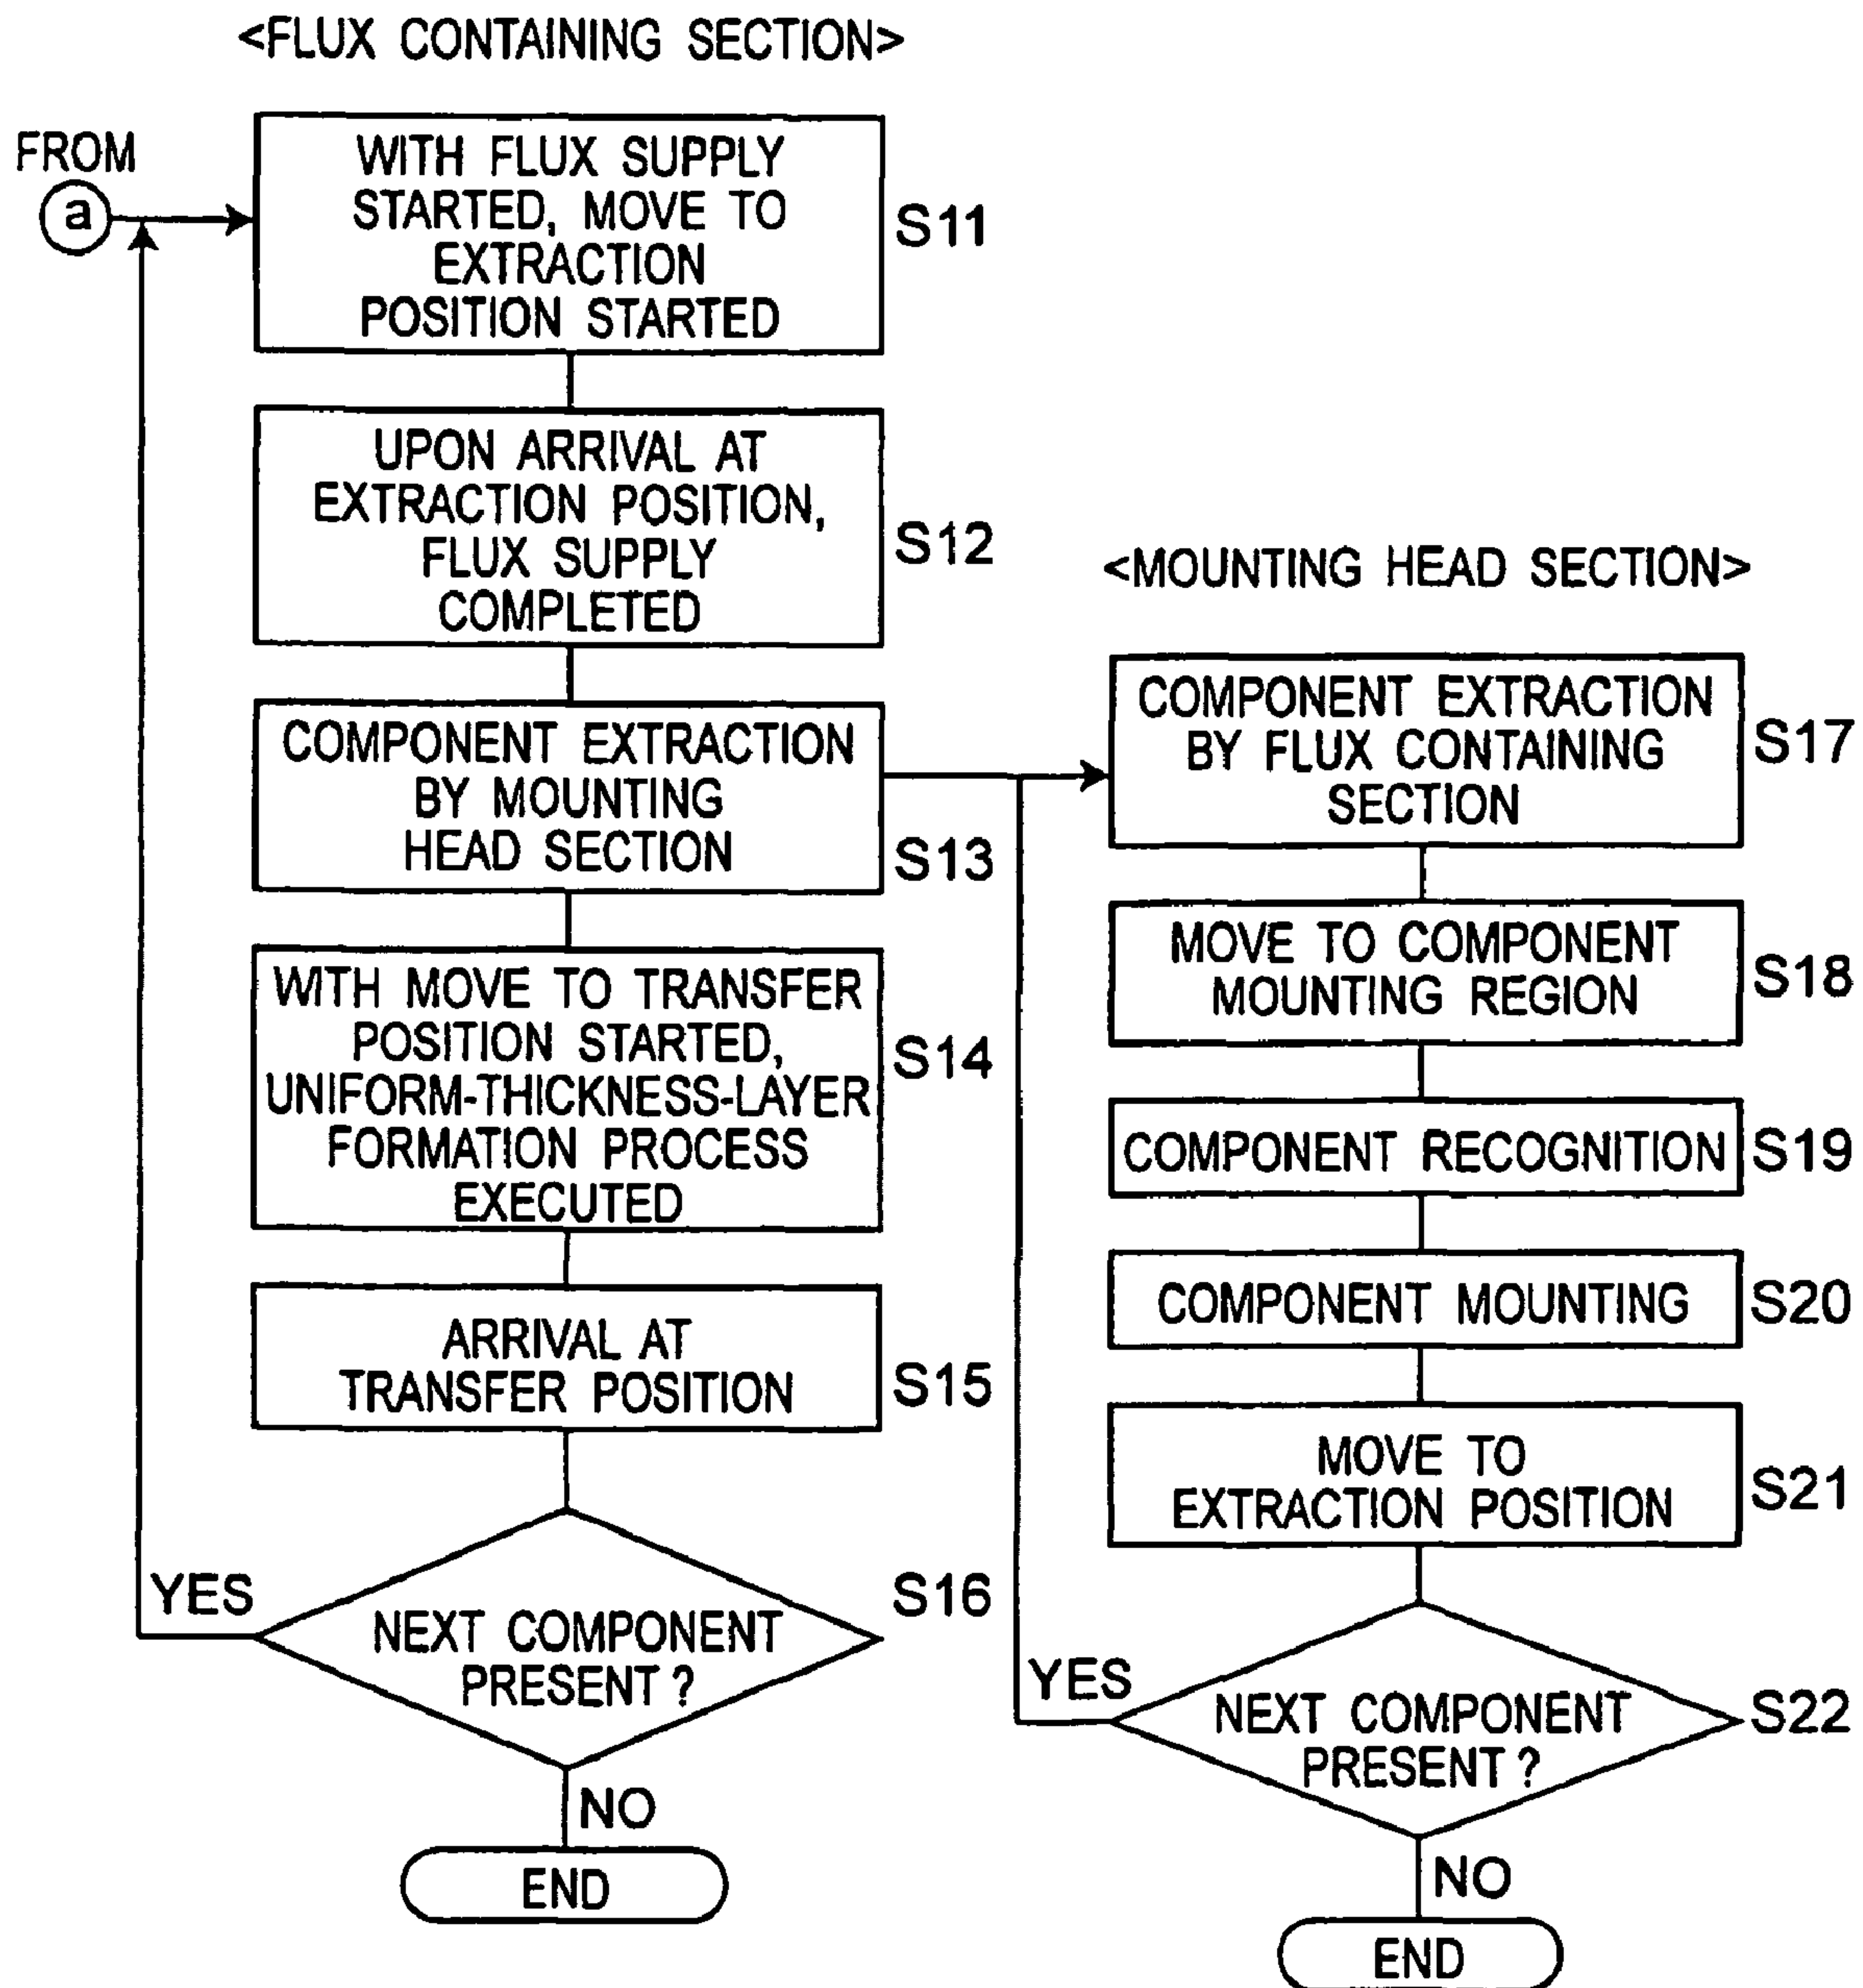 <FLUX CONTAINING SECTION>
FROM
a
WITH FLUX SUPPLY
STARTED, MOVE TO
EXTRACTION
POSITION STARTED
S11
UPON ARRIVAL AT
EXTRACTION POSITION,
FLUX SUPPLY
COMPLETED
S12
COMPONENT EXTRACTION
BY MOUNTING
HEAD SECTION
S13
WITH MOVE TO TRANSFER
POSITION STARTED,
UNIFORM-THICKNESS-LAYER
FORMATION PROCESS
EXECUTED
S14
ARRIVAL AT
TRANSFER POSITION
S15
NEXT COMPONENT
PRESENT?
S16
YES
NO
END
<MOUNTING HEAD SECTION>
COMPONENT EXTRACTION
BY FLUX CONTAINING
SECTION
S17
MOVE TO COMPONENT
MOUNTING REGION
S18
COMPONENT RECOGNITION
S19
COMPONENT MOUNTING
S20
MOVE TO
EXTRACTION POSITION
S21
NEXT COMPONENT
PRESENT?
S22
YES
NO
END